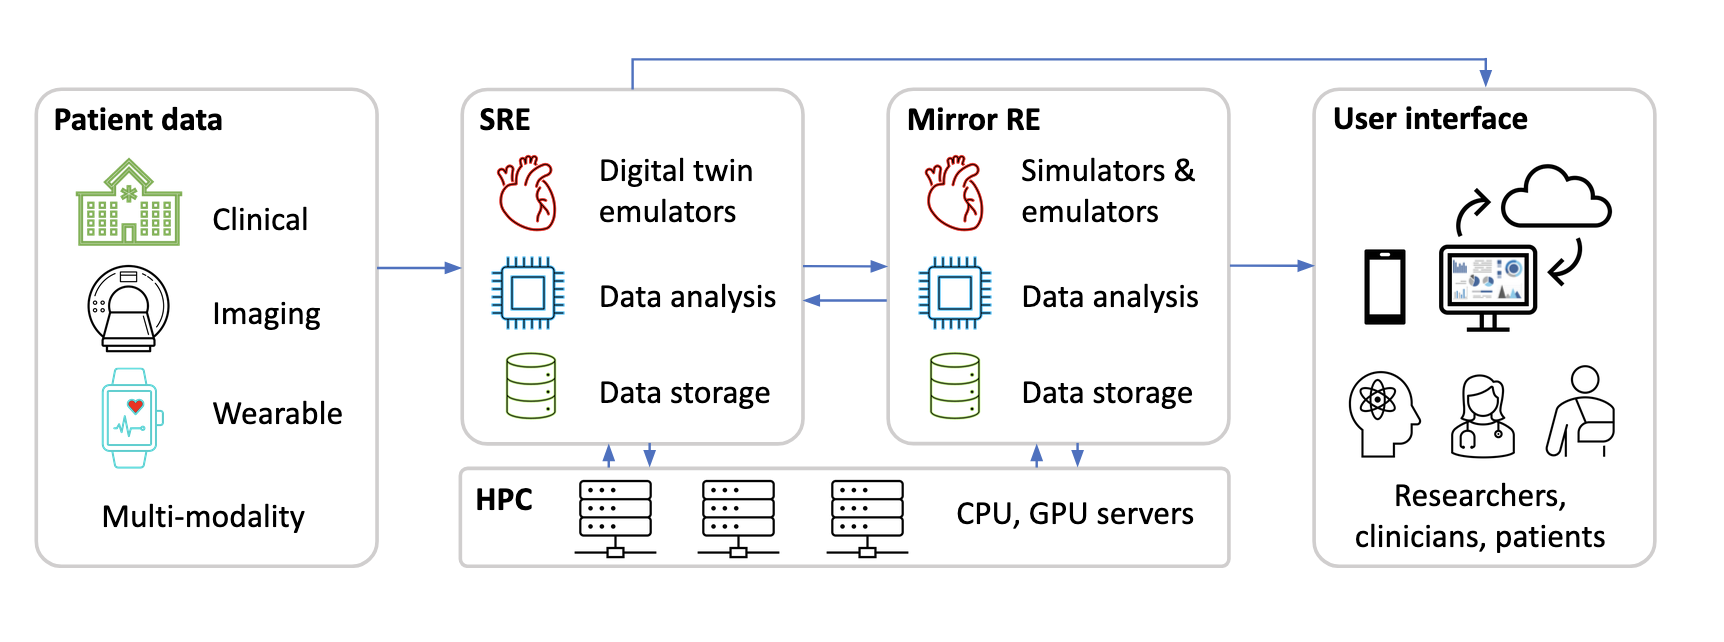 Patient data
Clinical
Imaging
Wearable
Multi-modality
SRE
Digital twin
emulators
Data analysis
Data storage
Mirror RE
Simulators &
emulators
Data analysis
Data storage
HPC
CPU, GPU servers
User interface
Researchers,
clinicians, patients